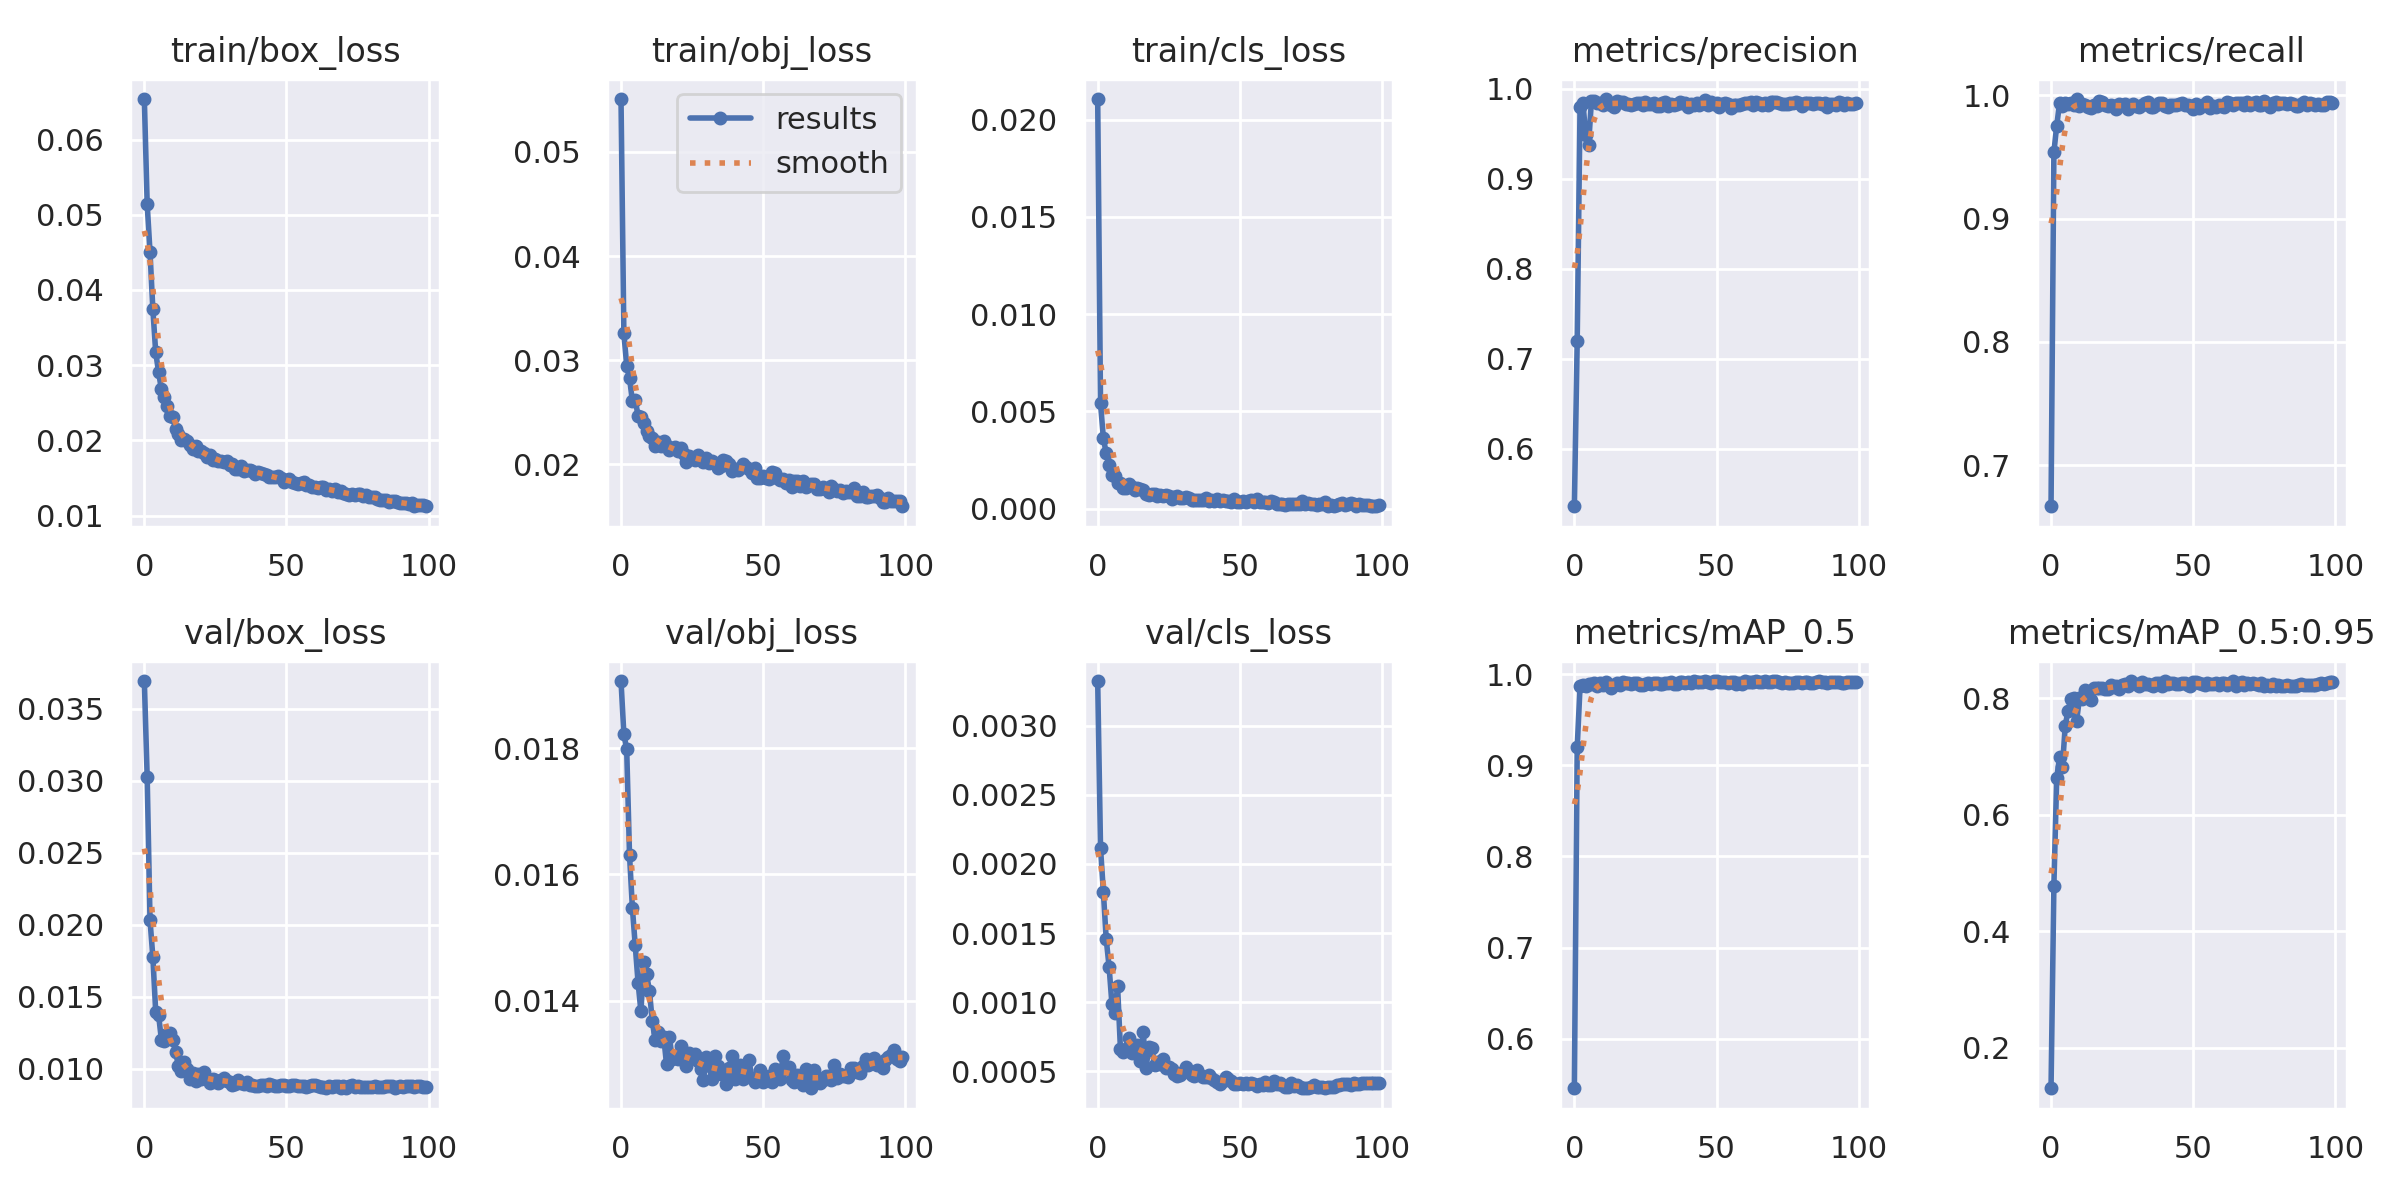 train/box_loss
0.06
0.05
0.04
0.03
0.02
0.01
0 50 100
train/obj_loss
results
smooth
0.05
0.04
0.03
0.02
0 50 100
train/cls_loss
0.020
0.015
0.010
0.005
0.000
0 50 100
metrics/precision
1.0
0.9
0.8
0.7
0.6
0 50 100
metrics/recall
1.0
0.9
0.8
0.7
0 50 100
val/box_loss
0.035
0.030
0.025
0.020
0.015
0.010
0 50 100
val/obj_loss
0.018
0.016
0.014
0 50 100
val/cls_loss
0.0030
0.0025
0.0020
0.0015
0.0010
0.0005
0 50 100
metrics/mAP_0.5
1.0
0.9
0.8
0.7
0.6
0 50 100
metrics/mAP_0.5:0.95
0.8
0.6
0.4
0.2
0 50 100